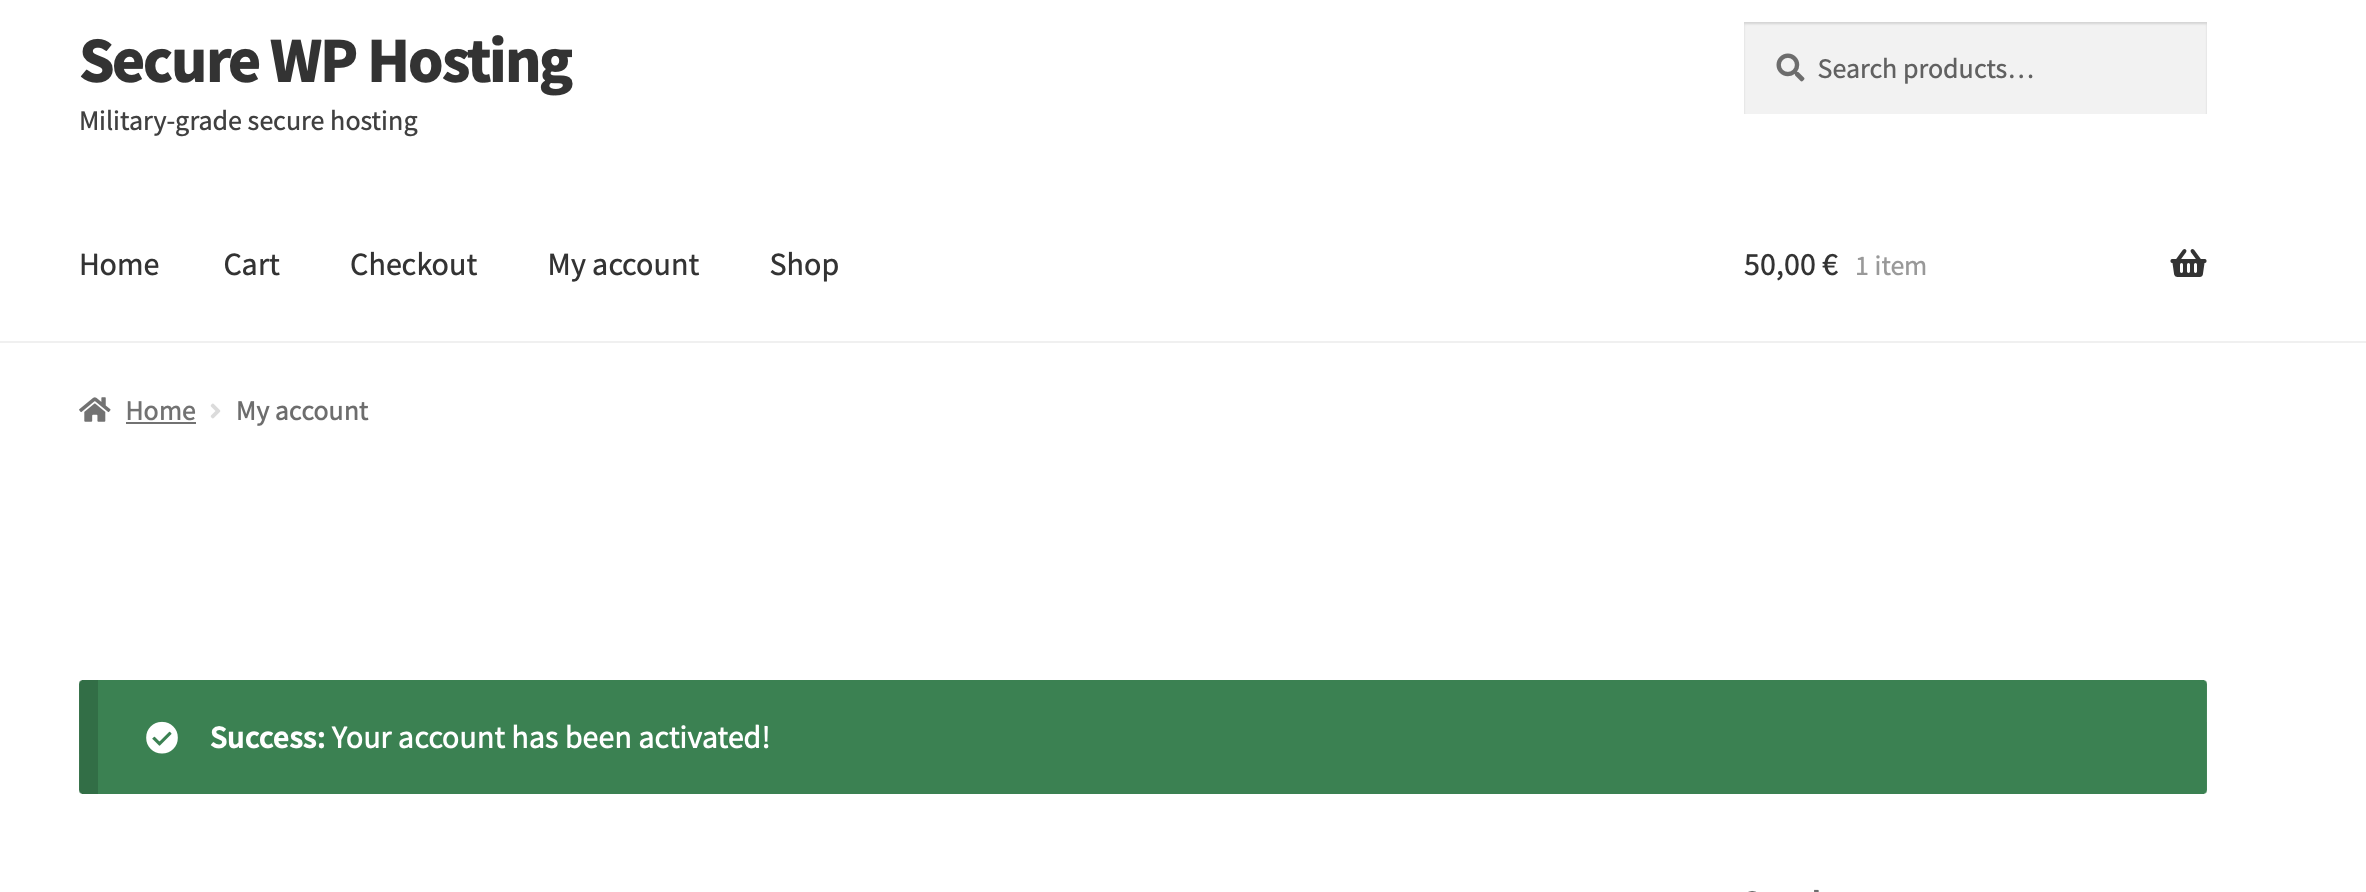 Secure WP Hosting
Military-grade secure hosting
Search products…
Home Cart Checkout My account Shop
50,00 € 1 item
Home My account
Success: Your account has been activated!